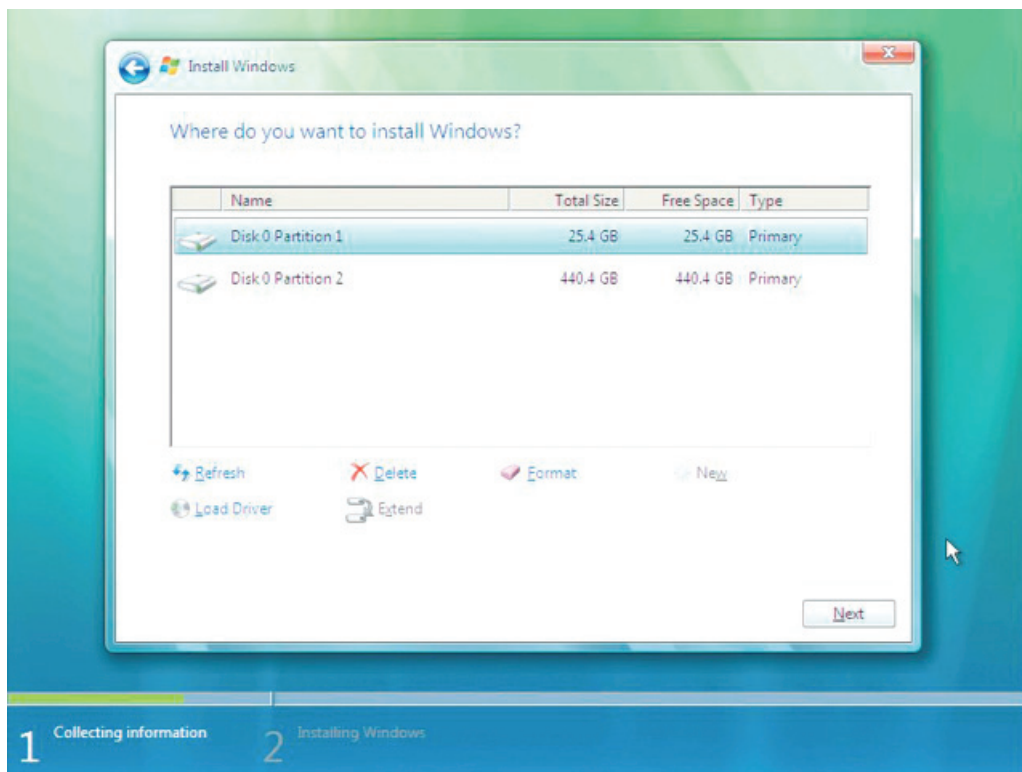 Install Windows
Where do you want to install Windows?
Name Total Size Free Space Type
Disk 0 Partition 1 25.4 GB 25.4 GB Primary
Disk 0 Partition 2 440.4 GB 440.4 GB Primary
Refresh Delete Format New
Load Driver Extend
Next
1 Collecting information 2 Installing Windows